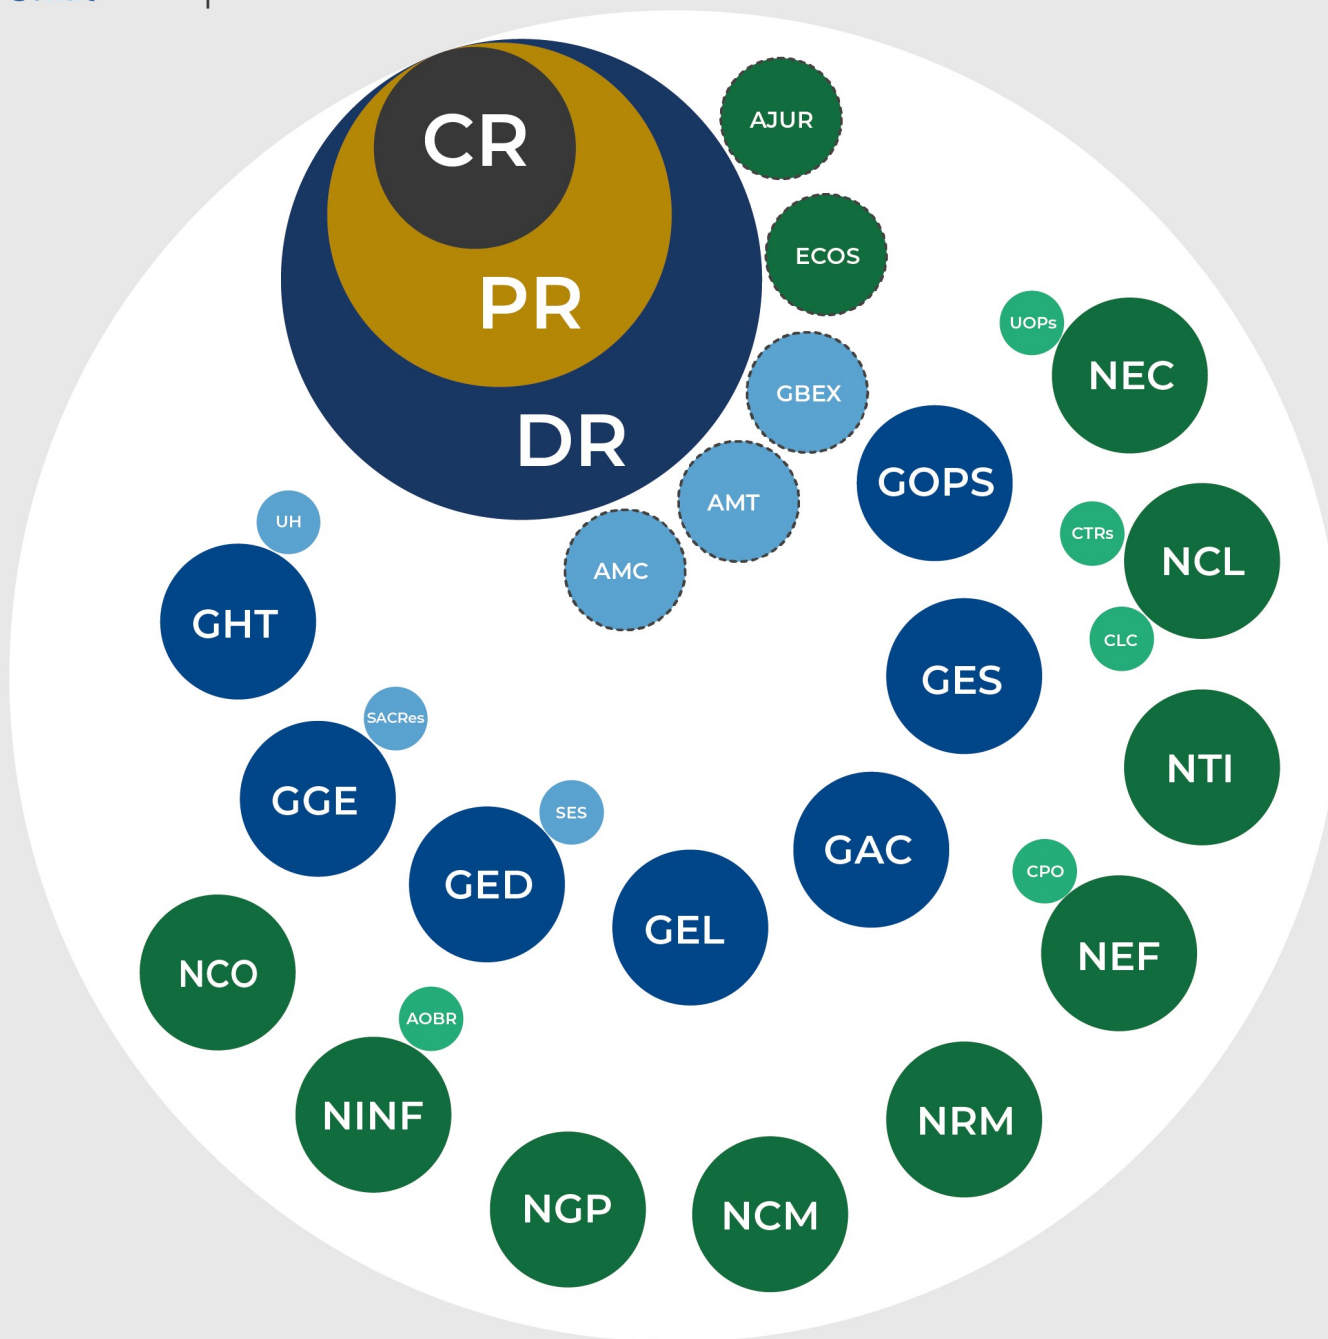 CR
PR
DR
AJUR
ECOS
GBEX
AMT
AMC
UOPs
NEC
GOPS
CTRs
NCL
CLC
UH
GHT
GES
SACRes
GGE
SES
GED
GEL
GAC
NTI
CPO
NEF
NCO
AOBR
NINF
NGP
NCM
NRM